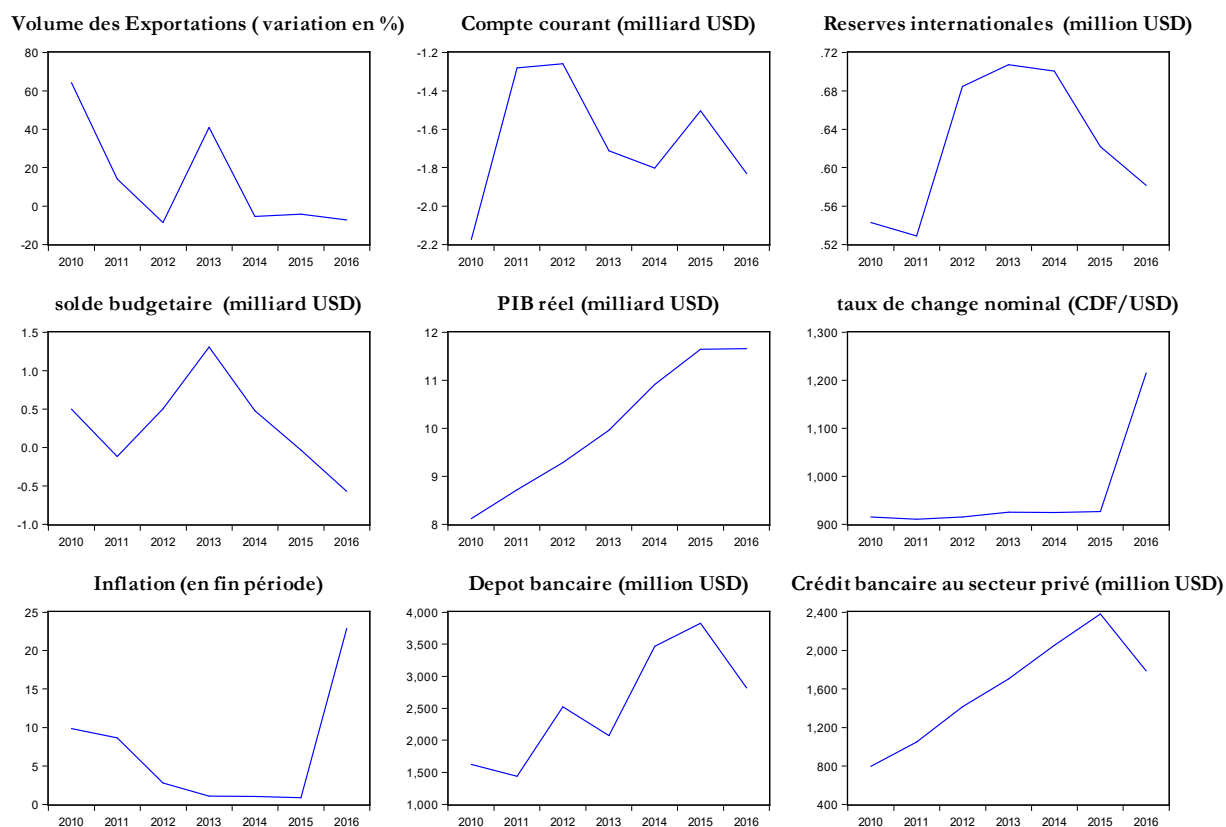 Volume des Exportations ( variation en %)
80
60
40
20
0
-20
2010 2011 2012 2013 2014 2015 2016
Compte courant (milliard USD)
-1.2
-1.4
-1.6
-1.8
-2.0
-2.2
2010 2011 2012 2013 2014 2015 2016
Reserves internationales (million USD)
.72
.68
.64
.60
.56
.52
2010 2011 2012 2013 2014 2015 2016
solde budgetaire (milliard USD)
1.5
1.0
0.5
0.0
-0.5
-1.0
2010 2011 2012 2013 2014 2015 2016
PIB réel (milliard USD)
12
11
10
9
8
2010 2011 2012 2013 2014 2015 2016
taux de change nominal (CDF/USD)
1,300
1,200
1,100
1,000
900
2010 2011 2012 2013 2014 2015 2016
Inflation (en fin période)
25
20
15
10
5
0
2010 2011 2012 2013 2014 2015 2016
Depot bancaire (million USD)
4,000
3,500
3,000
2,500
2,000
1,500
1,000
2010 2011 2012 2013 2014 2015 2016
Crédit bancaire au secteur privé (million USD)
2,400
2,000
1,600
1,200
800
400
2010 2011 2012 2013 2014 2015 2016